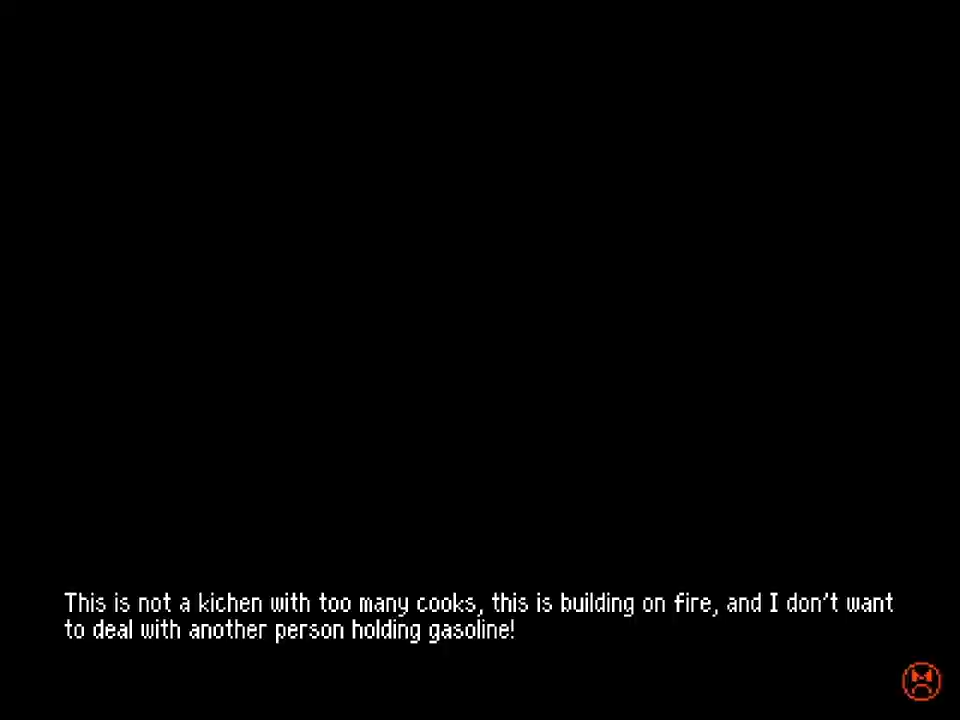 This is not a kichen with too many cooks, this is building on fire, and I don't want
to deal with another person holding gasoline!